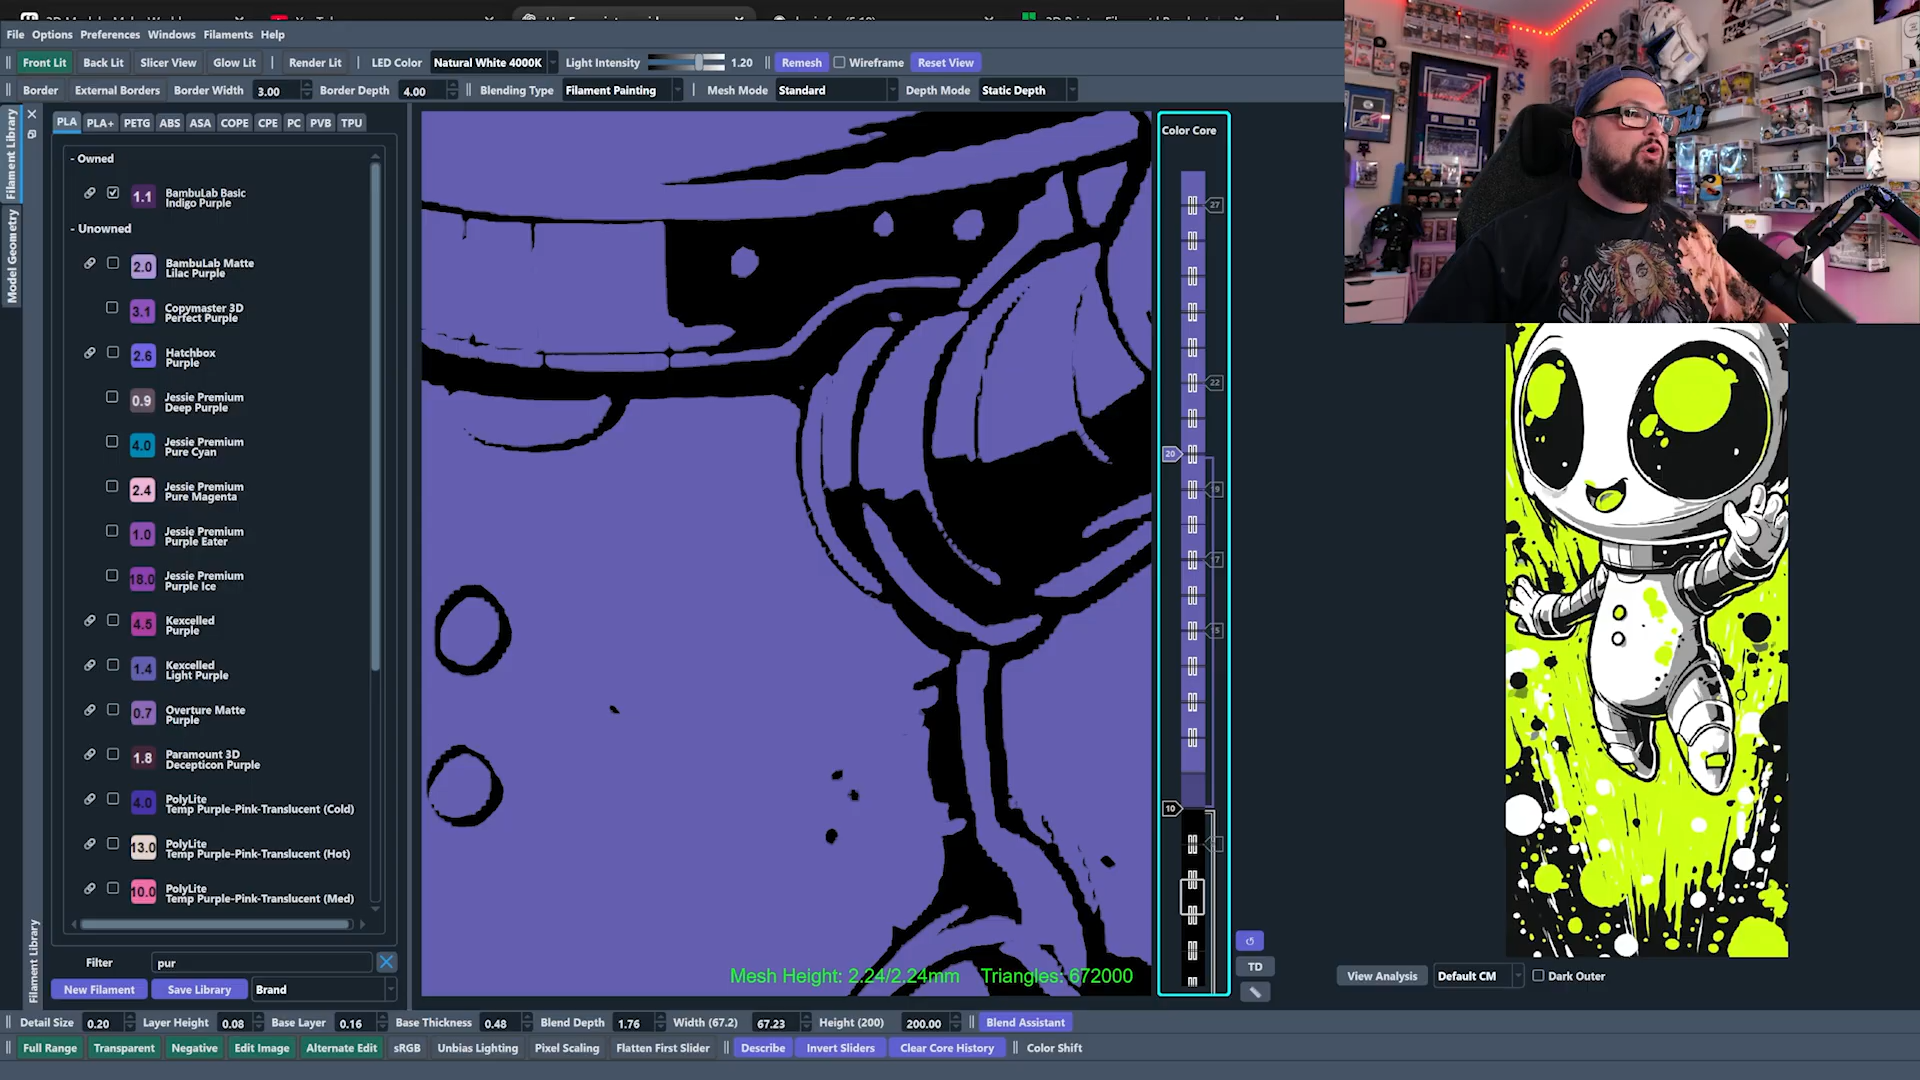 File Options Preferences Windows Filaments Help
Front Lit Back Lit Slicer View Glow Lit Render Lit LED Color Natural White 4000K Light Intensity 1.20 Remesh Wireframe Reset View
Border External Borders Border Width 3.00 Border Depth 4.00 Blending Type Filament Painting Mesh Mode Standard Depth Mode Static Depth
Filament Library
Model Geometry
PLA PLA+ PETG ABS ASA COPE CPE PC PVB TPU
- Owned
1.1 BambuLab Basic
Indigo Purple
- Unowned
2.0 BambuLab Matte
Lilac Purple
3.1 Copymaster 3D
Perfect Purple
2.6 Hatchbox
Purple
0.9 Jessie Premium
Deep Purple
4.0 Jessie Premium
Pure Cyan
2.4 Jessie Premium
Pure Magenta
1.0 Jessie Premium
Purple Eater
18.0 Jessie Premium
Purple Ice
4.5 Kexcelled
Purple
1.4 Kexcelled
Light Purple
0.7 Overture Matte
Purple
1.8 Paramount 3D
Decepticon Purple
4.0 PolyLite
Temp Purple-Pink-Translucent (Cold)
13.0 PolyLite
Temp Purple-Pink-Translucent (Hot)
10.0 PolyLite
Temp Purple-Pink-Translucent (Med)
Filter pur
New Filament Save Library Brand
Filament Library
Mesh Height: 2.24/2.24mm Triangles: 672000
Color Core
27
22
20
19
17
15
10
TD
View Analysis Default CM Dark Outer
Detail Size 0.20 Layer Height 0.08 Base Layer 0.16 Base Thickness 0.48 Blend Depth 1.76 Width (67.2) 67.23 Height (200) 200.00 Blend Assistant
Full Range Transparent Negative Edit Image Alternate Edit sRGB Unbias Lighting Pixel Scaling Flatten First Slider Describe Invert Sliders Clear Core History Color Shift